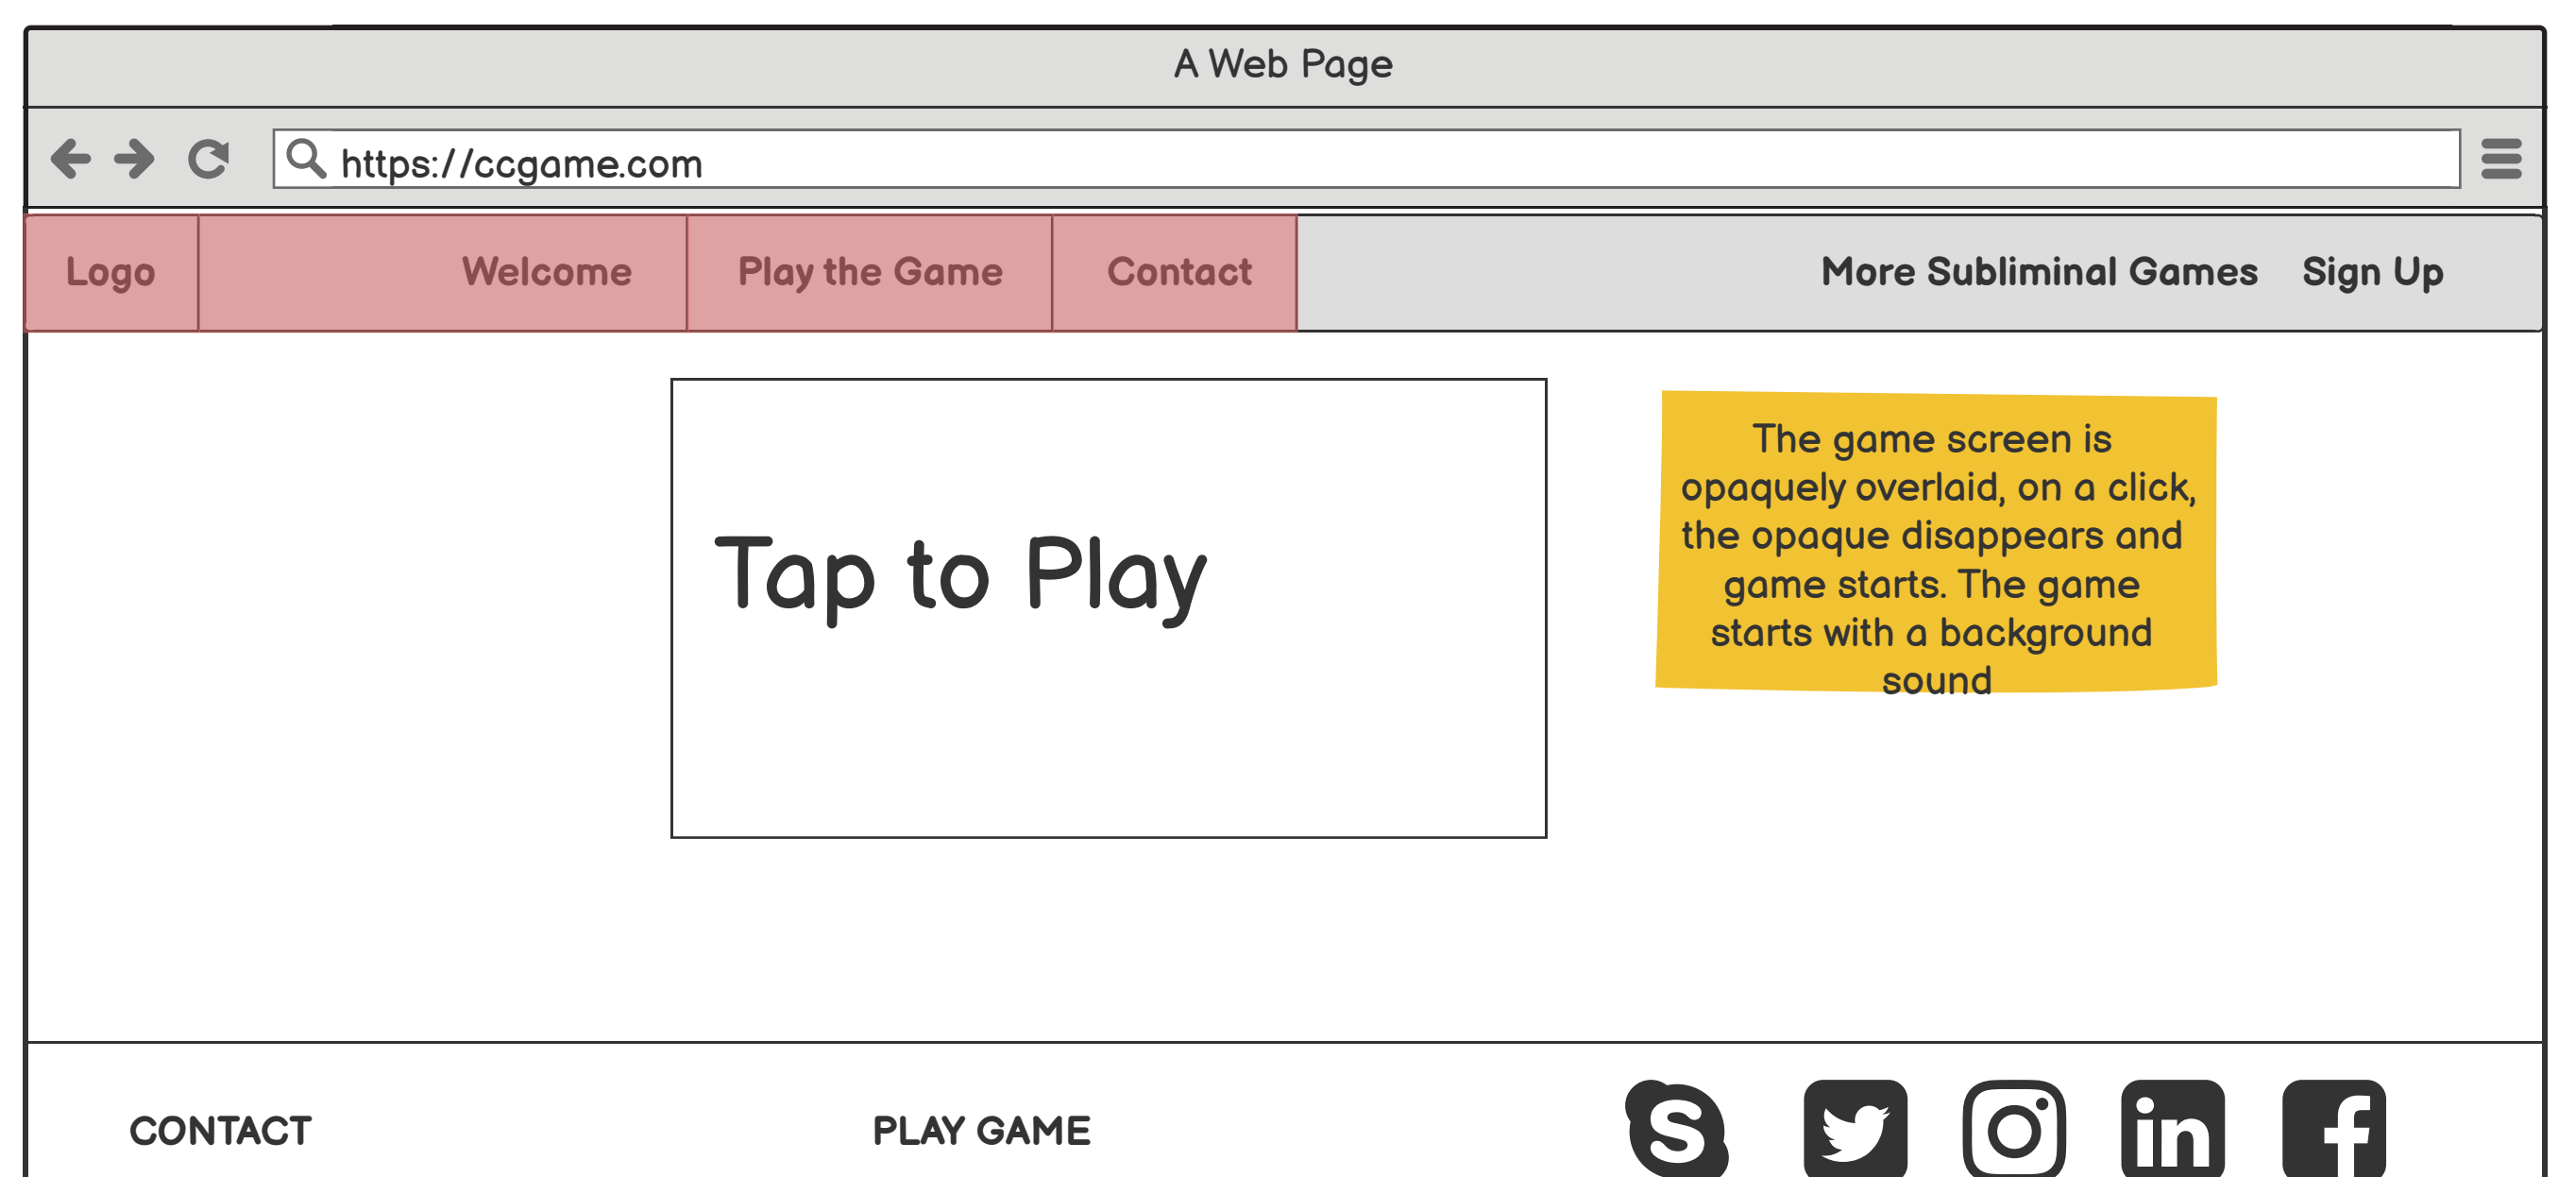 A Web Page
https://ccgame.com
Logo Welcome Play the Game Contact More Subliminal Games Sign Up
The game screen is
opaquely overlaid, on a click,
the opaque disappears and
game starts. The game
starts with a background
sound
Tap to Play
CONTACT PLAY GAME